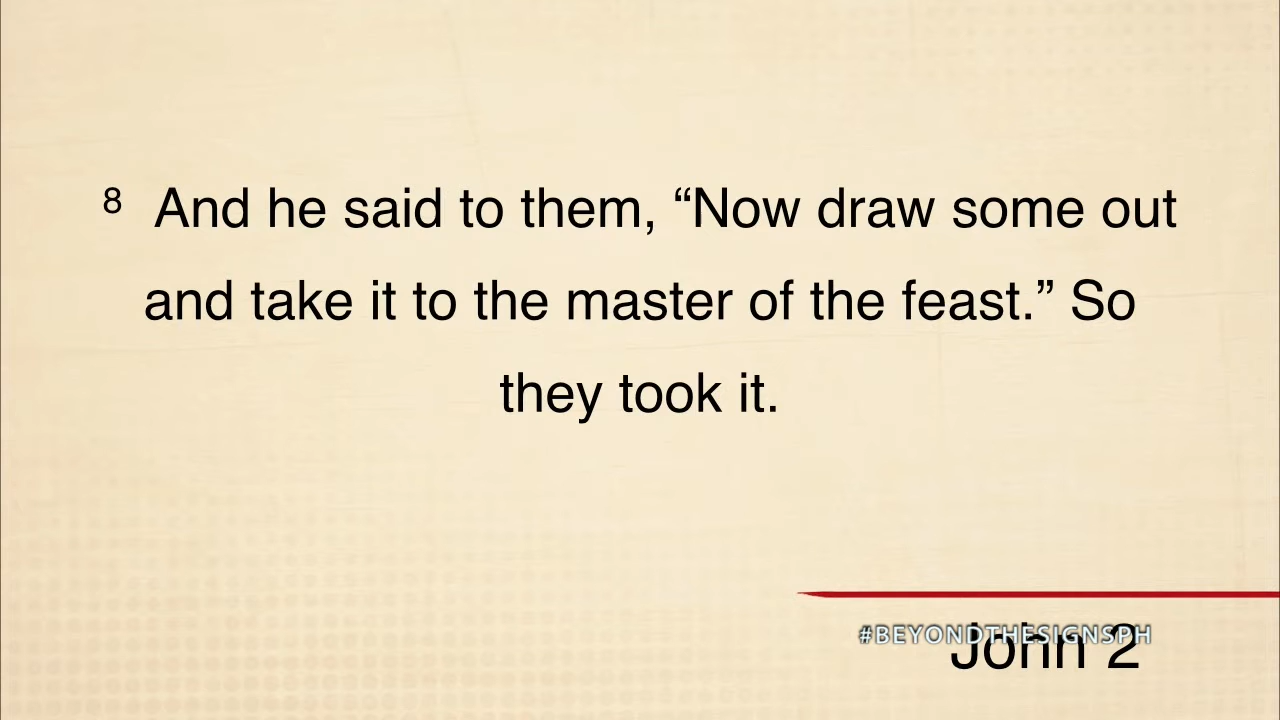 8 And he said to them, “Now draw some out
and take it to the master of the feast.” So
they took it.
#BEYONDTHESIGNSPH
John 2